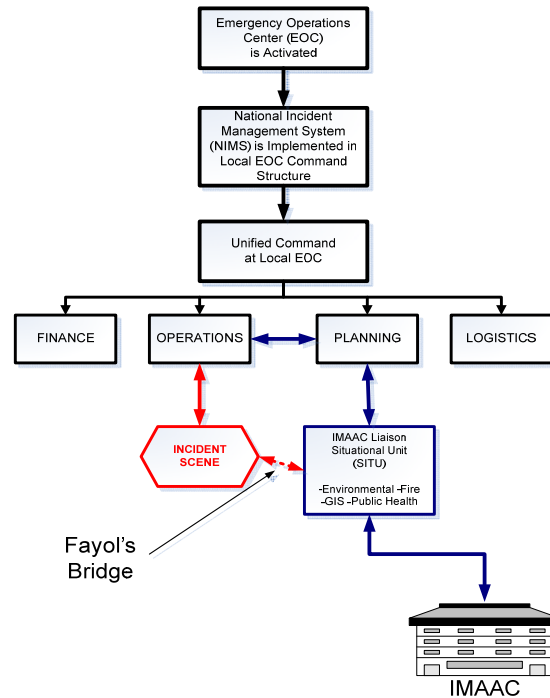 Emergency Operations
Center (EOC)
is Activated
National Incident
Management System
(NIMS) is Implemented in
Local EOC Command
Structure
Unified Command
at Local EOC
FINANCE
OPERATIONS
PLANNING
LOGISTICS
INCIDENT
SCENE
IMAAC Liaison
Situational Unit
(SITU)
-Environmental -Fire
-GIS -Public Health
Fayol's
Bridge
IMAAC